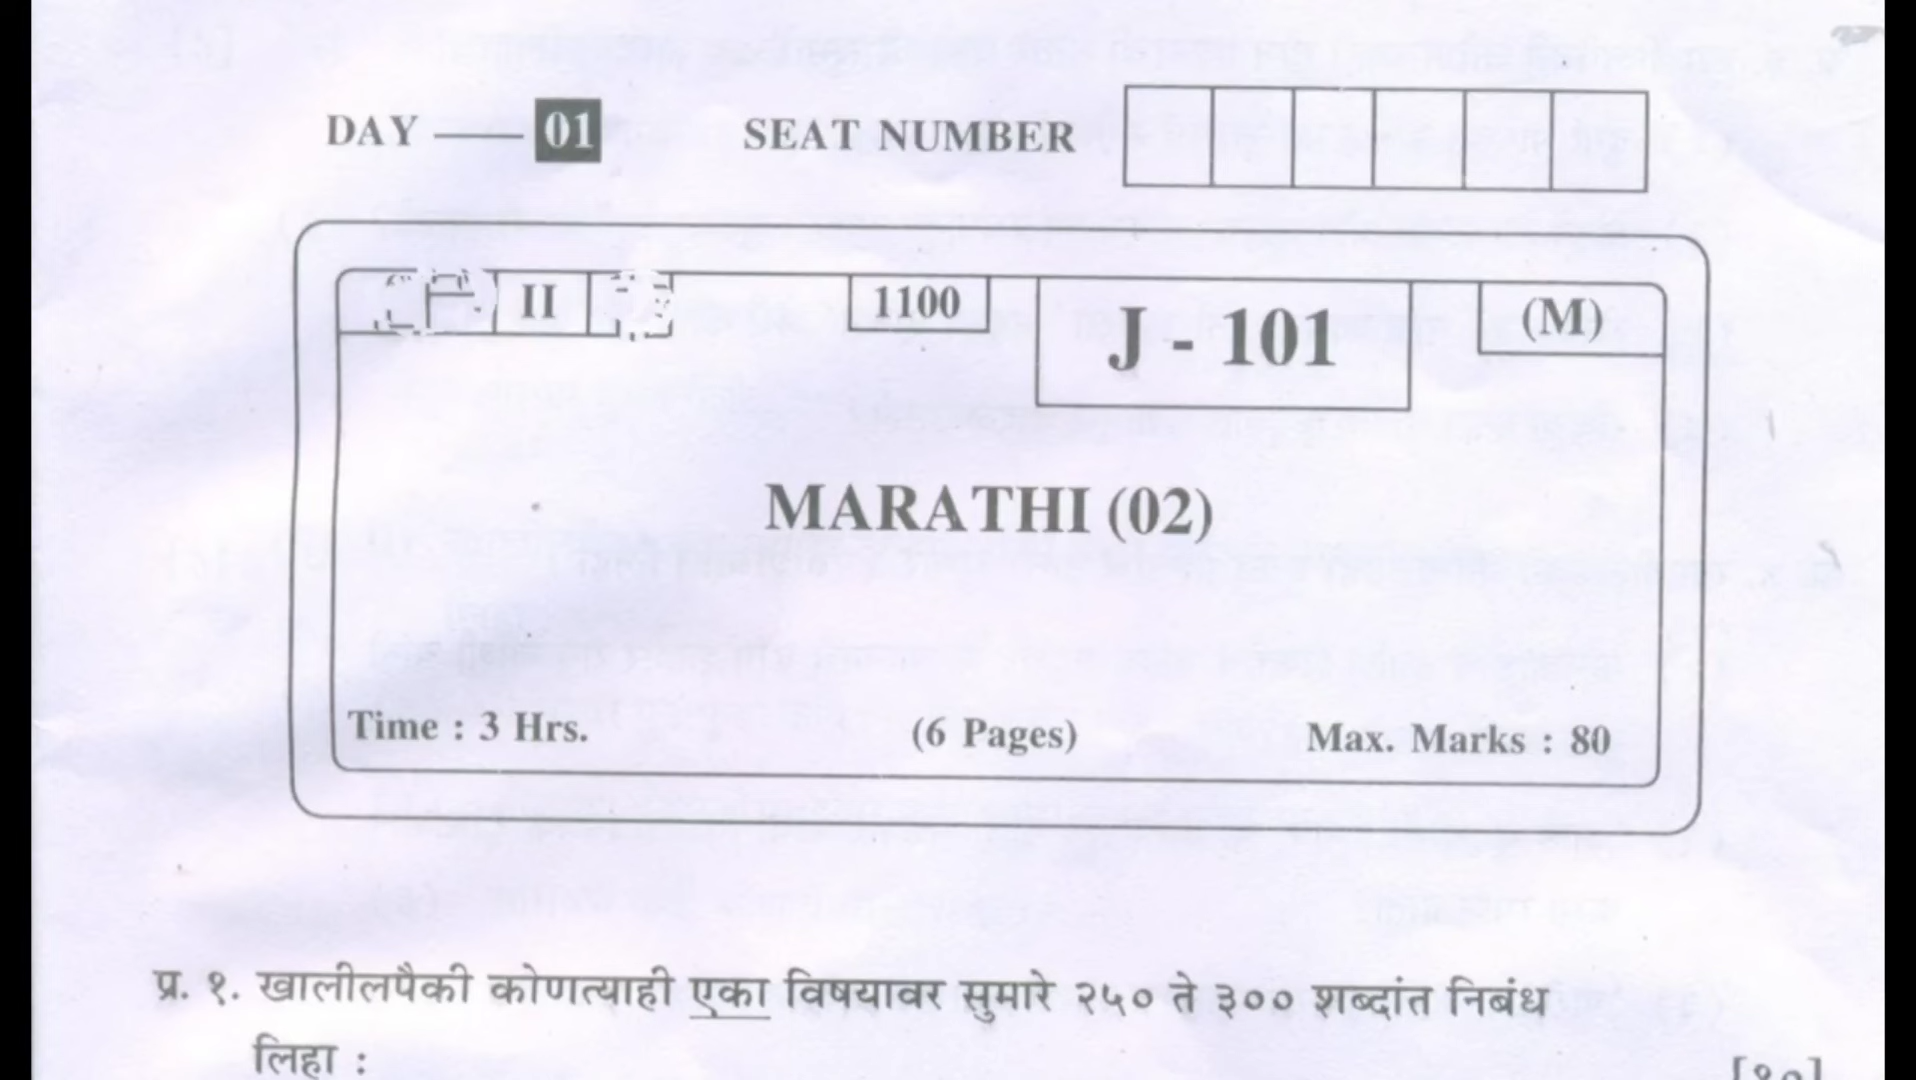 DAY — 01 SEAT NUMBER
II 1100 J - 101 (M)
MARATHI (02)
Time : 3 Hrs. (6 Pages) Max. Marks : 80
प्र. १. खालीलपैकी कोणत्याही एका विषयावर सुमारे २५० ते ३०० शब्दांत निबंध
लिहा :
[१०]